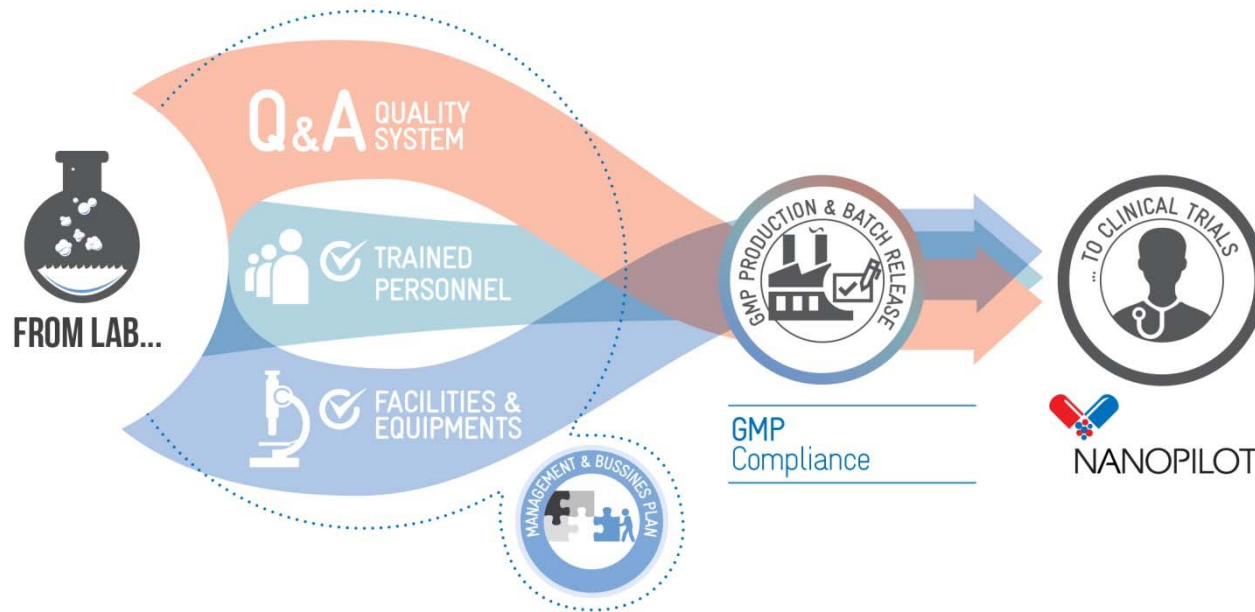 FROM LAB...
Q&A QUALITY
SYSTEM
TRAINED
PERSONNEL
FACILITIES &
EQUIPMENTS
MANAGEMENT & BUSSINES PLAN
GMP PRODUCTION & BATCH RELEASE
GMP
Compliance
... TO CLINICAL TRIALS
NANOPILOT